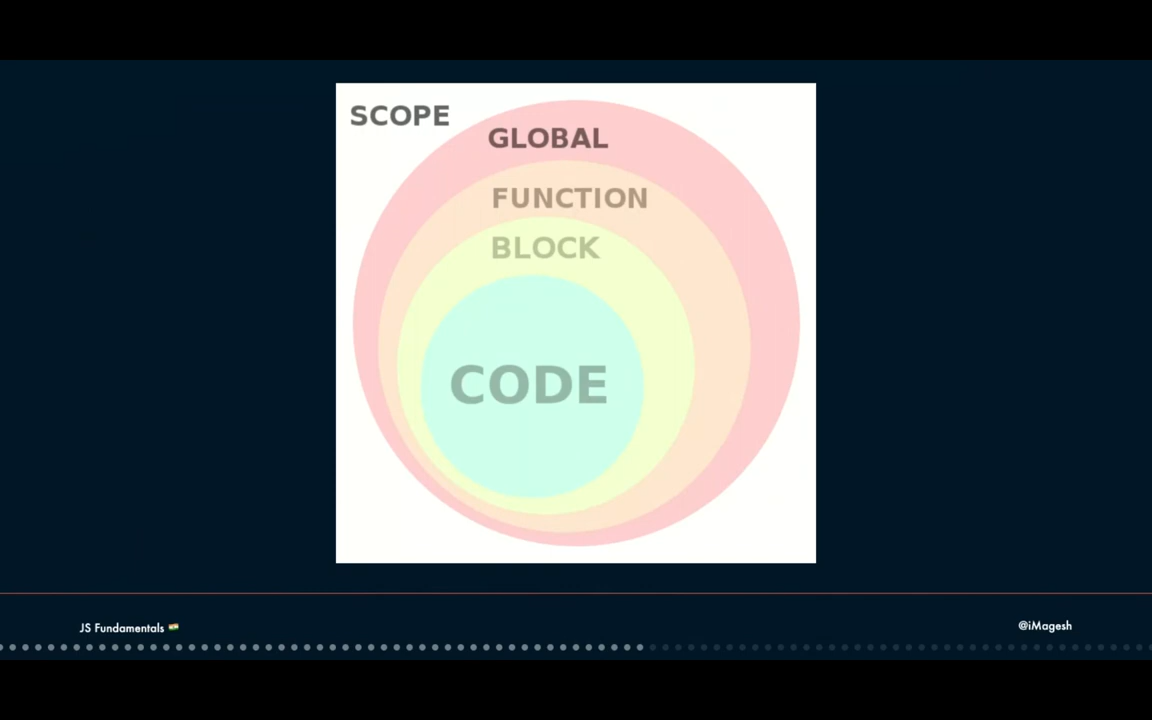 SCOPE
GLOBAL
FUNCTION
BLOCK
CODE
JS Fundamentals 🇮🇳
@iMagesh